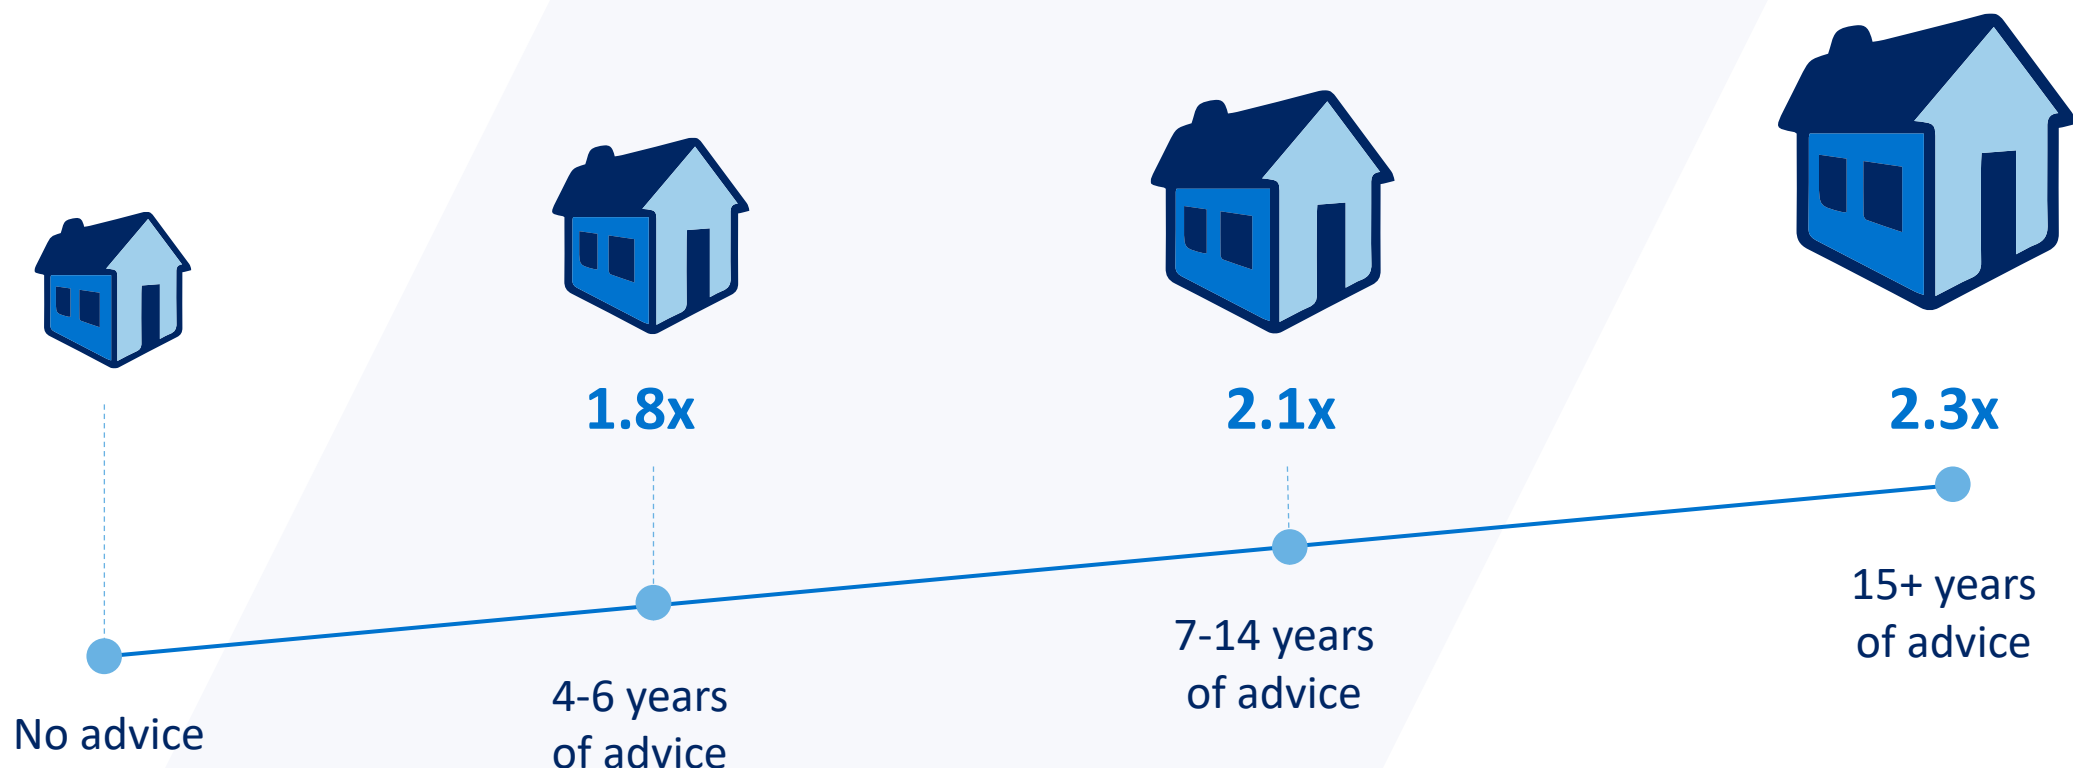 No advice
1.8x
4-6 years
of advice
2.1x
7-14 years
of advice
2.3x
15+ years
of advice